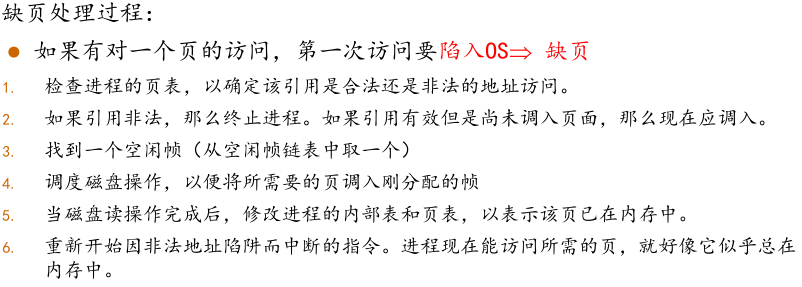 缺页处理过程：
如果有对一个页的访问，第一次访问要陷入OS⇒ 缺页
1. 检查进程的页表，以确定该引用是合法还是非法的地址访问。
2. 如果引用非法，那么终止进程。如果引用有效但是尚未调入页面，那么现在应调入。
3. 找到一个空闲帧（从空闲帧链表中取一个）
4. 调度磁盘操作，以便将所需要的页调入刚分配的帧
5. 当磁盘读操作完成后，修改进程的内部表和页表，以表示该页已在内存中。
6. 重新开始因非法地址陷阱而中断的指令。进程现在能访问所需的页，就好像它似乎总在
内存中。